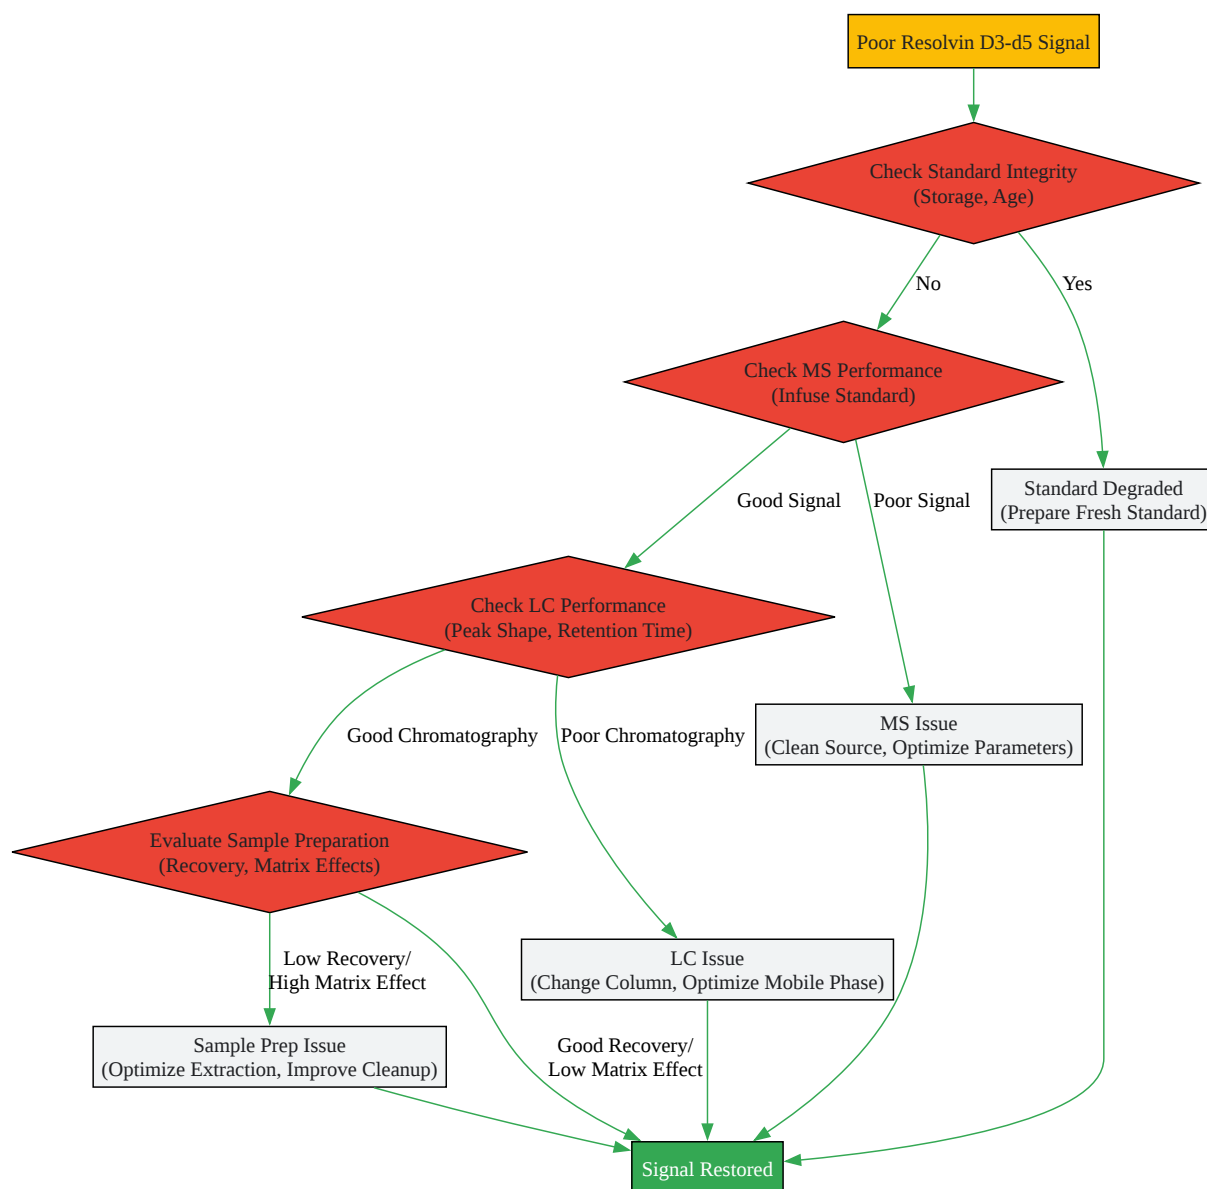 Poor Resolvin D3-d5 Signal
Check Standard Integrity
(Storage, Age)
No
Yes
Check MS Performance
(Infuse Standard)
Good Signal
Poor Signal
Standard Degraded
(Prepare Fresh Standard)
Check LC Performance
(Peak Shape, Retention Time)
Good Chromatography
Poor Chromatography
MS Issue
(Clean Source, Optimize Parameters)
Evaluate Sample Preparation
(Recovery, Matrix Effects)
Low Recovery/
High Matrix Effect
LC Issue
(Change Column, Optimize Mobile Phase)
Sample Prep Issue
(Optimize Extraction, Improve Cleanup)
Good Recovery/
Low Matrix Effect
Signal Restored